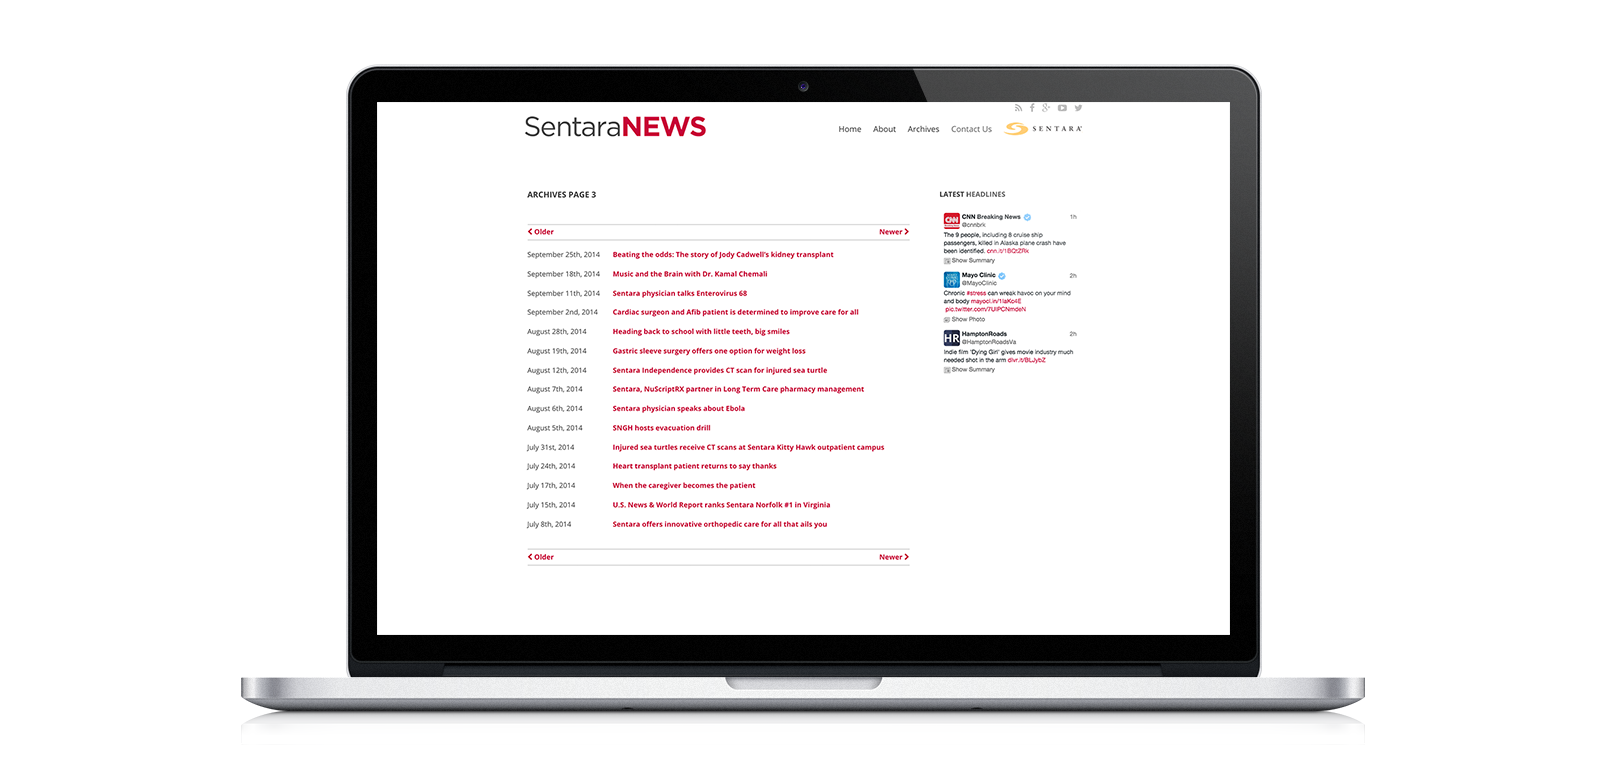 SentaraNEWS
Home About Archives Contact Us SENTARA
ARCHIVES PAGE 3
Older Newer
September 25th, 2014 Beating the odds: The story of Jody Cadwell's kidney transplant
September 18th, 2014 Music and the Brain with Dr. Kamal Chemali
September 11th, 2014 Sentara physician talks Enterovirus 68
September 2nd, 2014 Cardiac surgeon and Afib patient is determined to improve care for all
August 28th, 2014 Heading back to school with little teeth, big smiles
August 19th, 2014 Gastric sleeve surgery offers one option for weight loss
August 12th, 2014 Sentara Independence provides CT scan for injured sea turtle
August 7th, 2014 Sentara, NuScriptRX partner in Long Term Care pharmacy management
August 6th, 2014 Sentara physician speaks about Ebola
August 5th, 2014 SNGH hosts evacuation drill
July 31st, 2014 Injured sea turtles receive CT scans at Sentara Kitty Hawk outpatient campus
July 24th, 2014 Heart transplant patient returns to say thanks
July 17th, 2014 When the caregiver becomes the patient
July 15th, 2014 U.S. News & World Report ranks Sentara Norfolk #1 in Virginia
July 8th, 2014 Sentara offers innovative orthopedic care for all that ails you
Older Newer
LATEST HEADLINES
CNN
CNN Breaking News 1h
@cnnbrk
The 9 people, including 8 cruise ship
passengers, killed in Alaska plane crash have
been identified. cnn.it/1BQtZRk
Show Summary
Mayo Clinic 2h
@MayoClinic
Chronic #stress can wreak havoc on your mind
and body
Show Photo
HR
HamptonRoads 2h
@HamptonRoadsVa
Indie film 'Dying Girl' gives movie industry much
needed shot in the arm
Show Summary